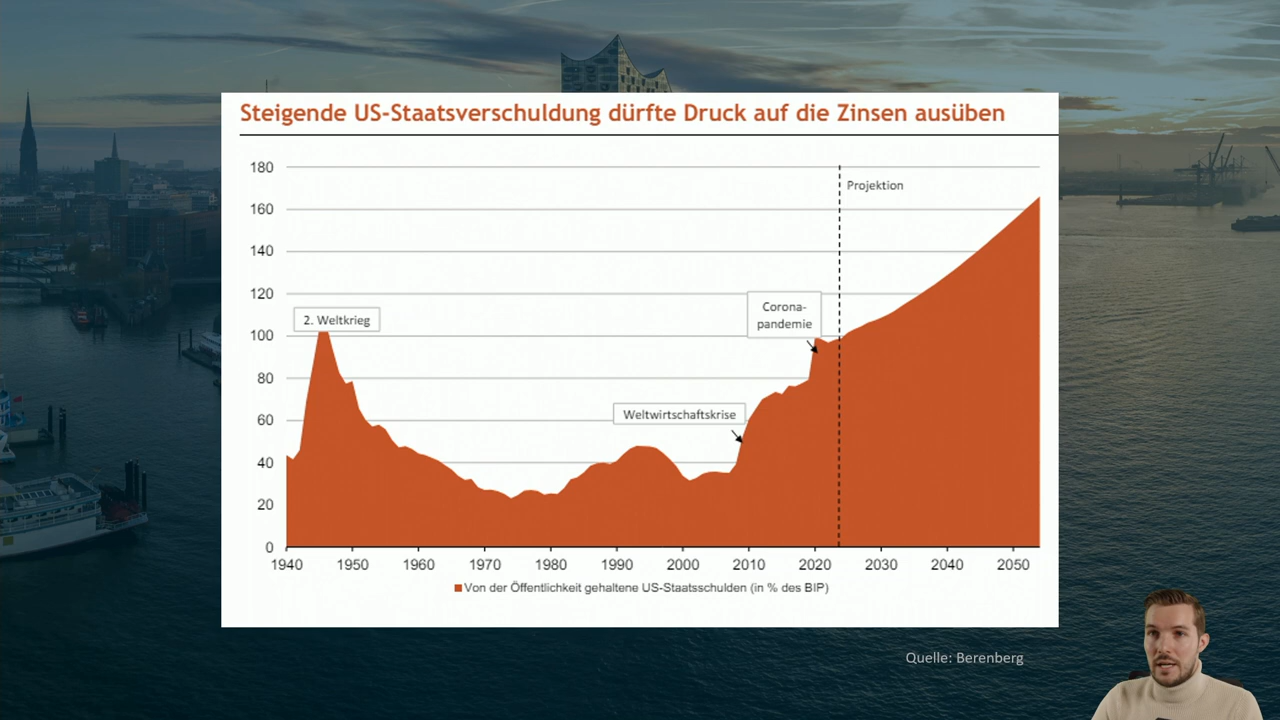 Steigende US-Staatsverschuldung dürfte Druck auf die Zinsen ausüben
180
Projektion
160
140
120
Corona-
pandemie
2. Weltkrieg
100
80
Weltwirtschaftskrise
60
40
20
0
1940 1950 1960 1970 1980 1990 2000 2010 2020 2030 2040 2050
Von der Öffentlichkeit gehaltene US-Staatsschulden (in % des BIP)
Quelle: Berenberg